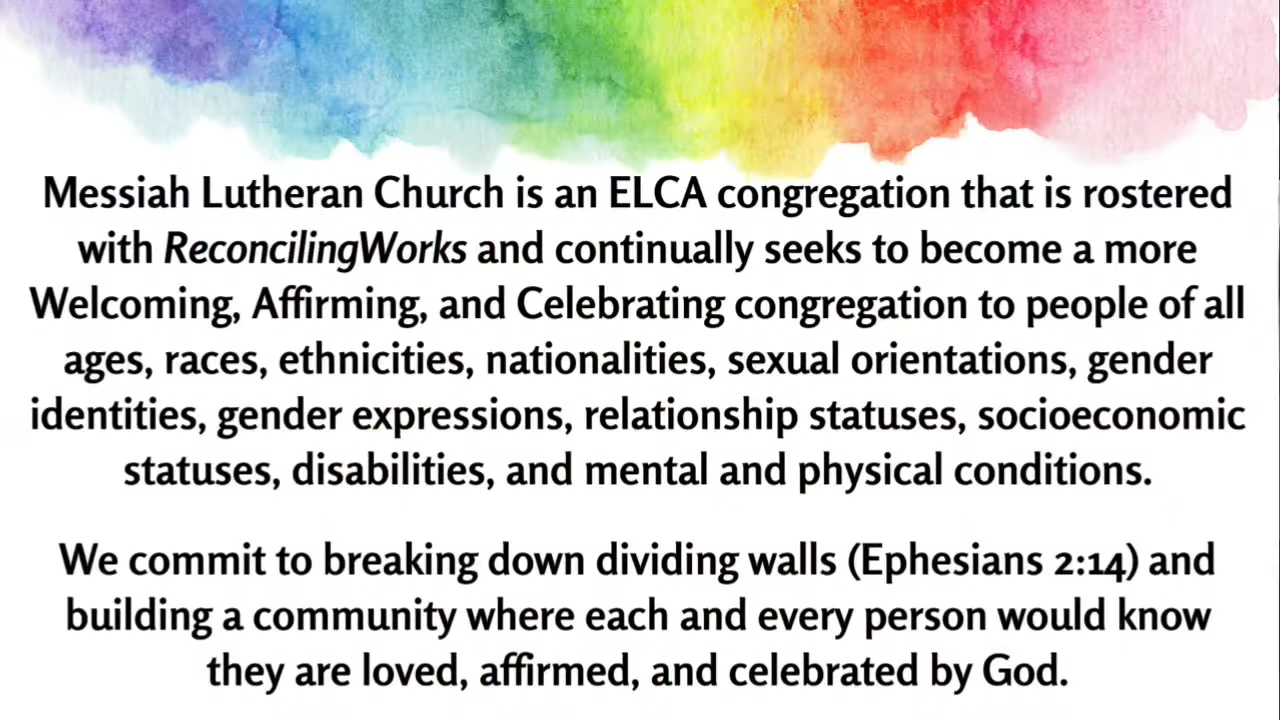 Messiah Lutheran Church is an ELCA congregation that is rostered
with ReconcilingWorks and continually seeks to become a more
Welcoming, Affirming, and Celebrating congregation to people of all
ages, races, ethnicities, nationalities, sexual orientations, gender
identities, gender expressions, relationship statuses, socioeconomic
statuses, disabilities, and mental and physical conditions.
We commit to breaking down dividing walls (Ephesians 2:14) and
building a community where each and every person would know
they are loved, affirmed, and celebrated by God.